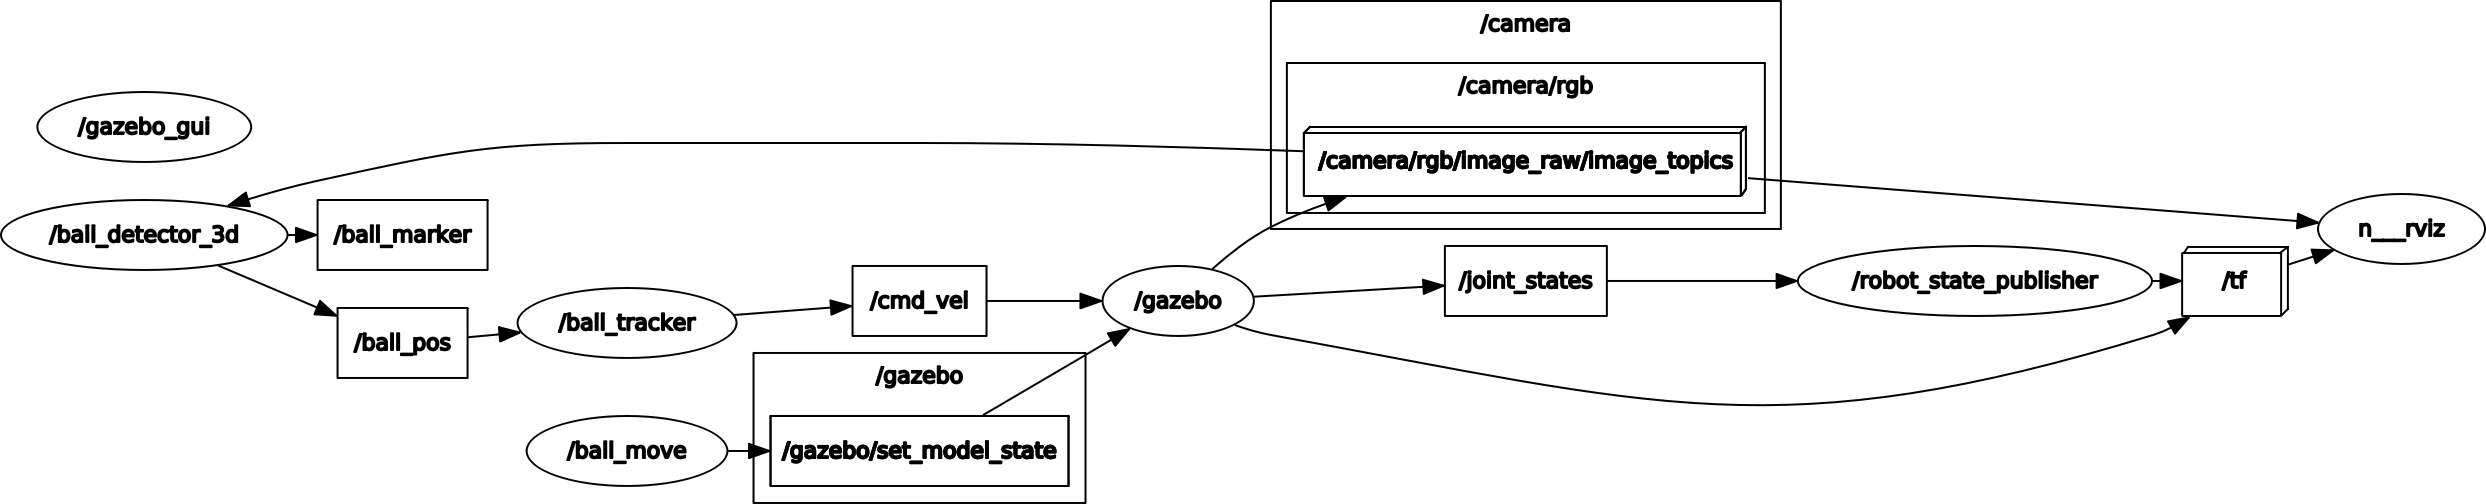 /camera
/camera/rgb
/gazebo_gui
/camera/rgb/image_raw/image_topics
/ball_detector_3d
/ball_marker
n___rviz
/joint_states
/robot_state_publisher
/tf
/cmd_vel
/gazebo
/ball_tracker
/ball_pos
/gazebo
/ball_move
/gazebo/set_model_state